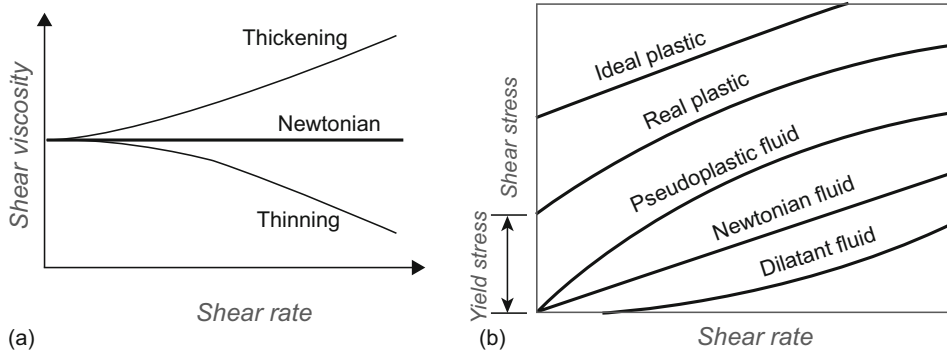 Thickening
Newtonian
Thinning
Shear viscosity
Shear rate
(a)
Ideal plastic
Real plastic
Pseudoplastic fluid
Newtonian fluid
Dilatant fluid
Shear stress
Yield stress
Shear rate
(b)